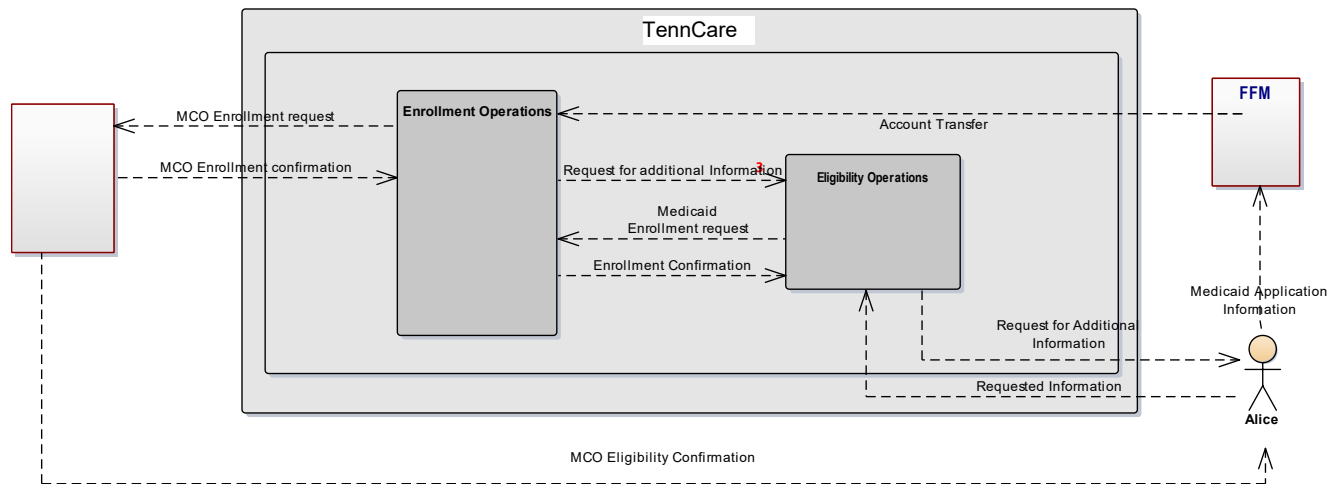 TennCare
FFM
Enrollment Operations
MCO Enrollment request
Account Transfer
MCO Enrollment confirmation
Request for additional Information
3
Eligibility Operations
Medicaid
Enrollment request
Enrollment Confirmation
Medicaid Application
Information
Request for Additional
Information
Requested Information
Alice
MCO Eligibility Confirmation